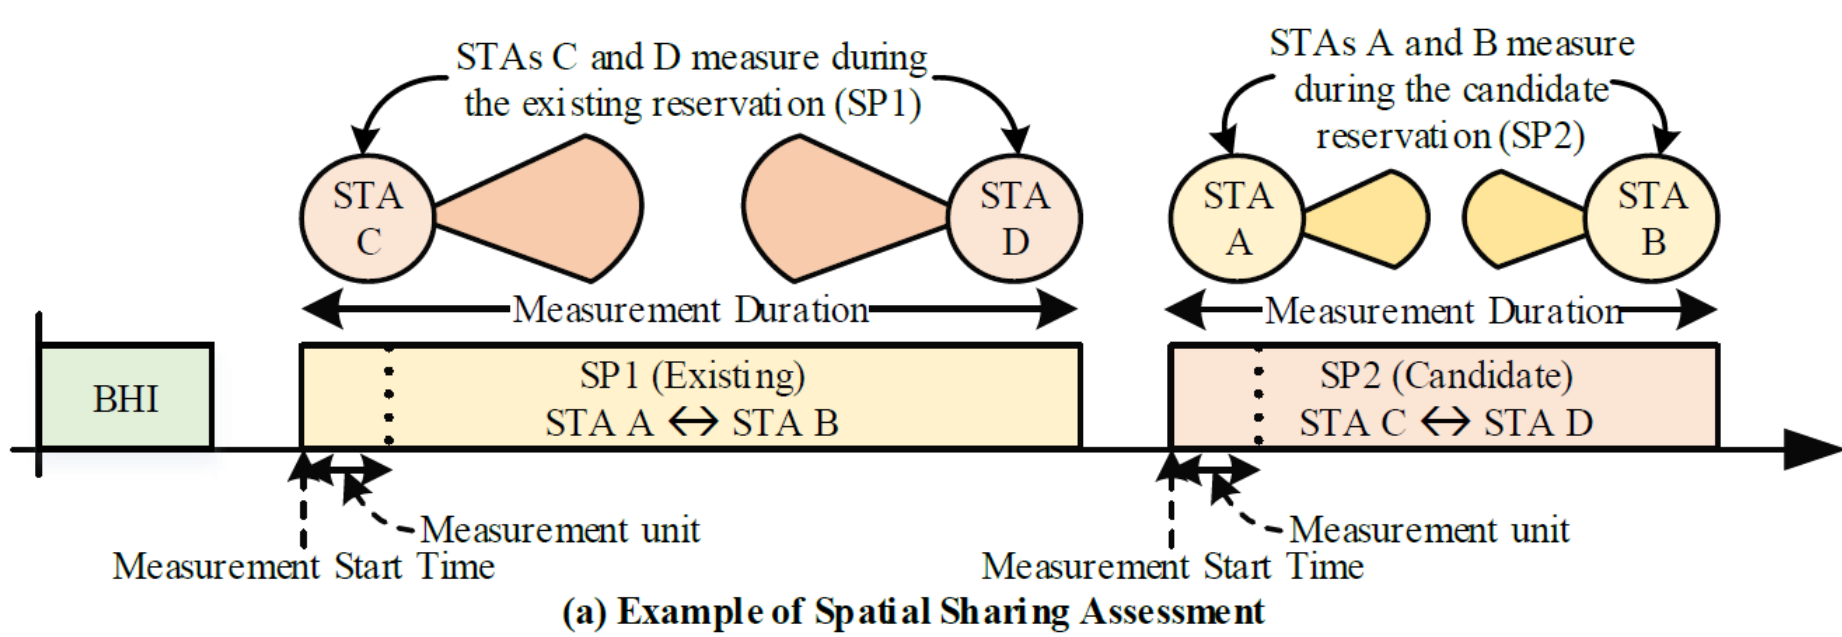 STAs C and D measure during
the existing reservation (SP1)
STAs A and B measure
during the candidate
reservation (SP2)
STA
C
STA
D
STA
A
STA
B
Measurement Duration
Measurement Duration
BHI
SP1 (Existing)
STA A ↔ STA B
SP2 (Candidate)
STA C ↔ STA D
Measurement unit
Measurement Start Time
Measurement unit
Measurement Start Time
(a) Example of Spatial Sharing Assessment